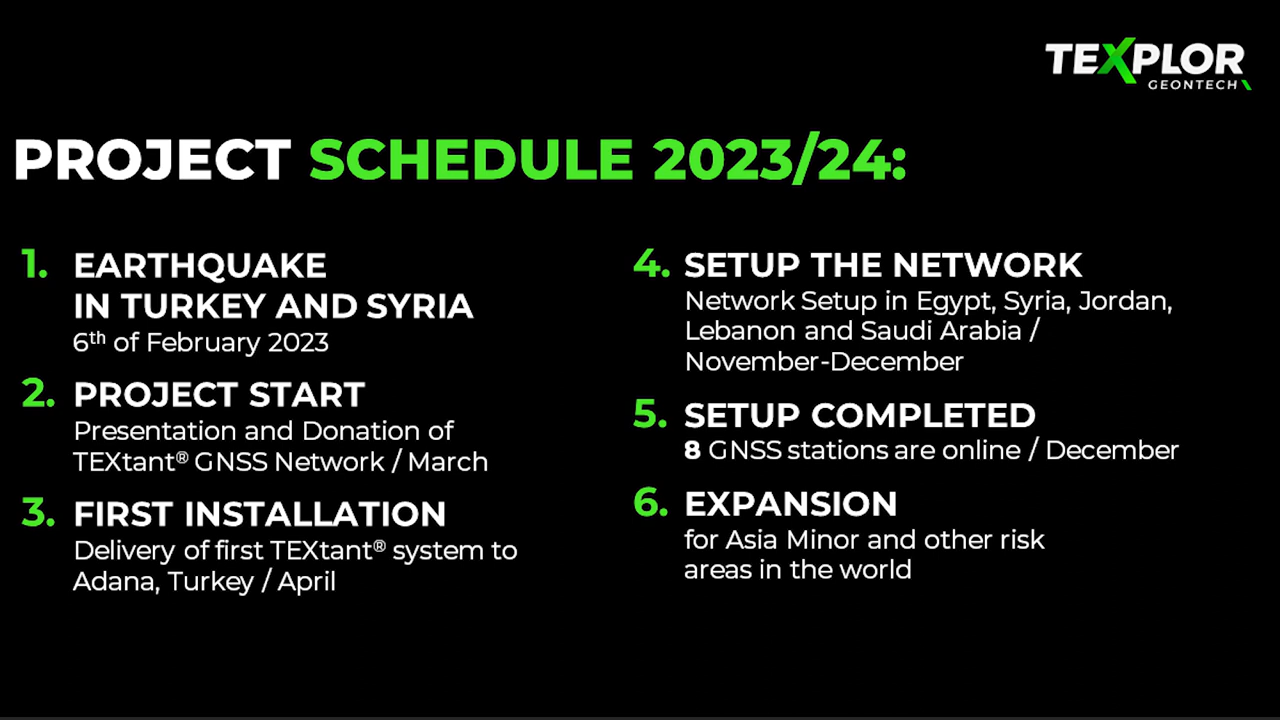 TEXPLOR
GEONTECH
PROJECT SCHEDULE 2023/24:
1. EARTHQUAKE
IN TURKEY AND SYRIA
6th of February 2023
2. PROJECT START
Presentation and Donation of
TEXtant® GNSS Network / March
3. FIRST INSTALLATION
Delivery of first TEXtant® system to
Adana, Turkey / April
4. SETUP THE NETWORK
Network Setup in Egypt, Syria, Jordan,
Lebanon and Saudi Arabia /
November-December
5. SETUP COMPLETED
8 GNSS stations are online / December
6. EXPANSION
for Asia Minor and other risk
areas in the world